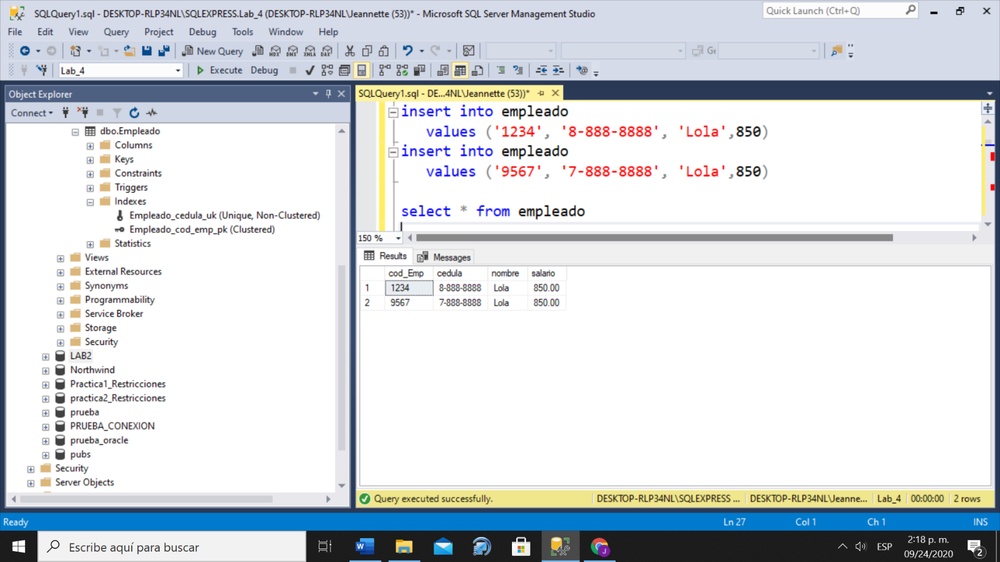 SQLQuery1.sql - DESKTOP-RLP34NL\SQLEXPRESS.Lab_4 (DESKTOP-RLP34NL\Jeannette (53))* - Microsoft SQL Server Management Studio
Quick Launch (Ctrl+Q)
File Edit View Query Project Debug Tools Window Help
New Query MDX DMX XMLA DAX
Lab_4 Execute Debug
Object Explorer
Connect
dbo.Empleado
Columns
Keys
Constraints
Triggers
Indexes
Empleado_cedula_uk (Unique, Non-Clustered)
Empleado_cod_emp_pk (Clustered)
Statistics
Views
External Resources
Synonyms
Programmability
Service Broker
Storage
Security
LAB2
Northwind
Practica1_Restricciones
practica2_Restricciones
prueba
PRUEBA_CONEXION
prueba_oracle
pubs
Security
Server Objects
SQLQuery1.sql - DE...4NL\Jeannette (53))*
insert into empleado
values ('1234', '8-888-8888', 'Lola',850)
insert into empleado
values ('9567', '7-888-8888', 'Lola',850)
select * from empleado
150 %
Results Messages
cod_Emp cedula nombre salario
1 1234 8-888-8888 Lola 850.00
2 9567 7-888-8888 Lola 850.00
Query executed successfully. DESKTOP-RLP34NL\SQLEXPRESS ... DESKTOP-RLP34NL\Jeanne... Lab_4 00:00:00 2 rows
Ready Ln 27 Col 1 Ch 1 INS
Escribe aquí para buscar
ESP
2:18 p. m.
09/24/2020
2